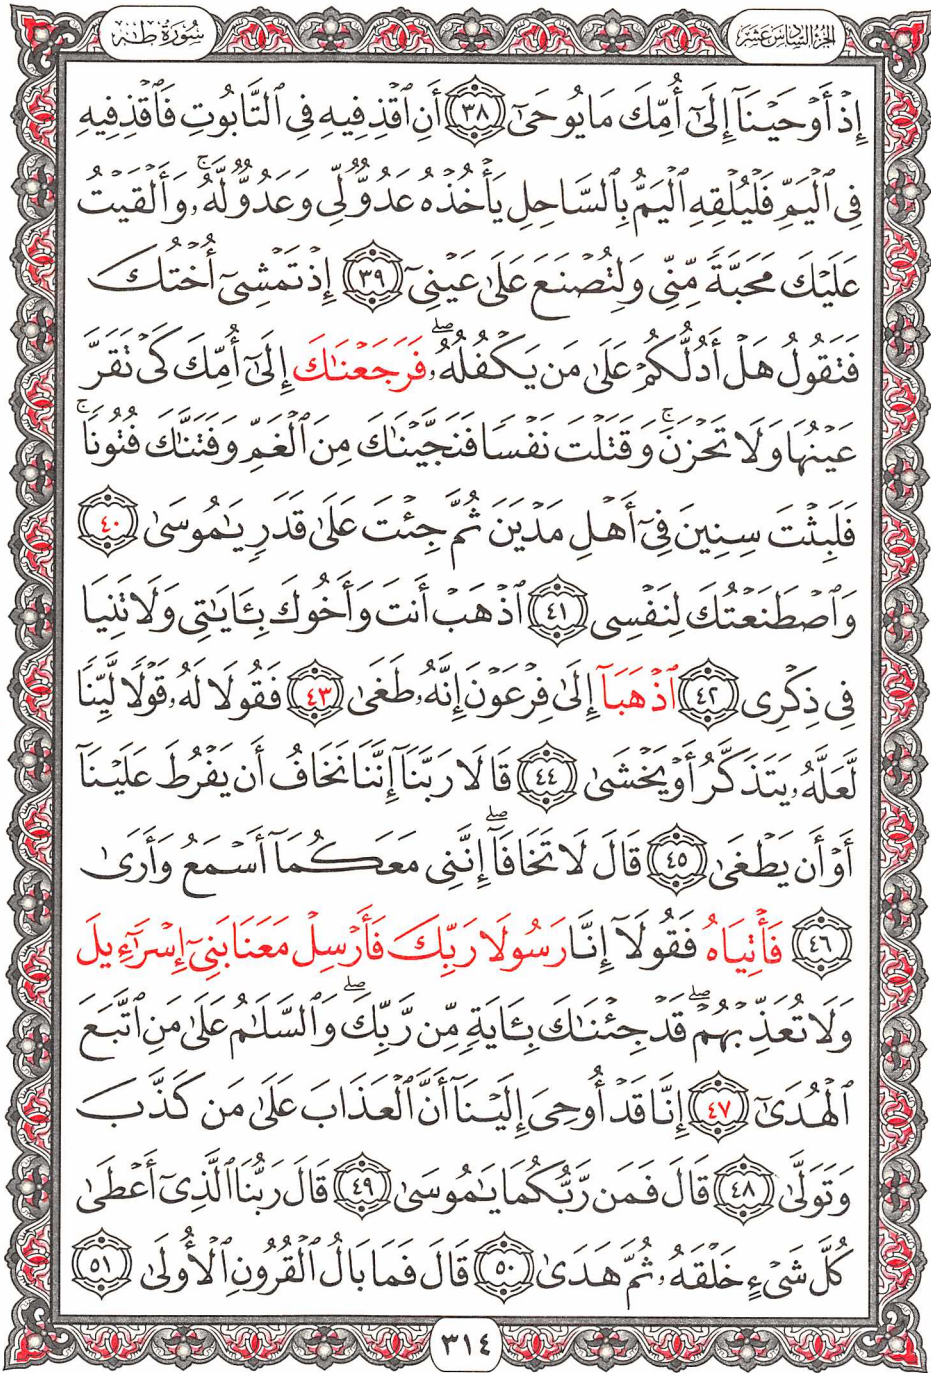 الجزء السادس عشر
سورة طه
إِذْ أَوْحَيْنَآ إِلَىٰٓ أُمِّكَ مَا يُوحَىٰٓ ٣٨ أَنِ ٱقْذِفِيهِ فِى ٱلتَّابُوتِ فَٱقْذِفِيهِ
فِى ٱلْيَمِّ فَلْيُلْقِهِ ٱلْيَمُّ بِٱلسَّاحِلِ يَأْخُذْهُ عَدُوٌّ لِّى وَعَدُوٌّ لَّهُۥ ۚ وَأَلْقَيْتُ
عَلَيْكَ مَحَبَّةً مِّنِّى وَلِتُصْنَعَ عَلَىٰ عَيْنِىٓ ٣٩ إِذْ تَمْشِىٓ أُخْتُكَ
فَتَقُولُ هَلْ أَدُلُّكُمْ عَلَىٰ مَن يَكْفُلُهُۥ ۖ فَرَجَعْنَـٰكَ إِلَىٰٓ أُمِّكَ كَىْ تَقَرَّ
عَيْنُهَا وَلَا تَحْزَنَ ۚ وَقَتَلْتَ نَفْسًا فَنَجَّيْنَـٰكَ مِنَ ٱلْغَمِّ وَفَتَنَّـٰكَ فُتُونًا ۚ
فَلَبِثْتَ سِنِينَ فِىٓ أَهْلِ مَدْيَنَ ثُمَّ جِئْتَ عَلَىٰ قَدَرٍ يَـٰمُوسَىٰ ٤٠
وَٱصْطَنَعْتُكَ لِنَفْسِى ٤١ ٱذْهَبْ أَنتَ وَأَخُوكَ بِـَٔايَـٰتِى وَلَا تَنِيَا
فِى ذِكْرِى ٤٢ ٱذْهَبَآ إِلَىٰ فِرْعَوْنَ إِنَّهُۥ طَغَىٰ ٤٣ فَقُولَا لَهُۥ قَوْلًا لَّيِّنًا
لَّعَلَّهُۥ يَتَذَكَّرُ أَوْ يَخْشَىٰ ٤٤ قَالَا رَبَّنَآ إِنَّنَا نَخَافُ أَن يَفْرُطَ عَلَيْنَآ
أَوْ أَن يَطْغَىٰ ٤٥ قَالَ لَا تَخَافَآ ۖ إِنَّنِى مَعَكُمَآ أَسْمَعُ وَأَرَىٰ
٤٦ فَأْتِيَاهُ فَقُولَآ إِنَّا رَسُولَا رَبِّكَ فَأَرْسِلْ مَعَنَا بَنِىٓ إِسْرَٰٓءِيلَ
وَلَا تُعَذِّبْهُمْ ۖ قَدْ جِئْنَـٰكَ بِـَٔايَةٍ مِّن رَّبِّكَ ۖ وَٱلسَّلَـٰمُ عَلَىٰ مَنِ ٱتَّبَعَ
ٱلْهُدَىٰٓ ٤٧ إِنَّا قَدْ أُوحِىَ إِلَيْنَآ أَنَّ ٱلْعَذَابَ عَلَىٰ مَن كَذَّبَ
وَتَوَلَّىٰ ٤٨ قَالَ فَمَن رَّبُّكُمَا يَـٰمُوسَىٰ ٤٩ قَالَ رَبُّنَا ٱلَّذِىٓ أَعْطَىٰ
كُلَّ شَىْءٍ خَلْقَهُۥ ثُمَّ هَدَىٰ ٥٠ قَالَ فَمَا بَالُ ٱلْقُرُونِ ٱلْأُولَىٰ ٥١
٣١٤